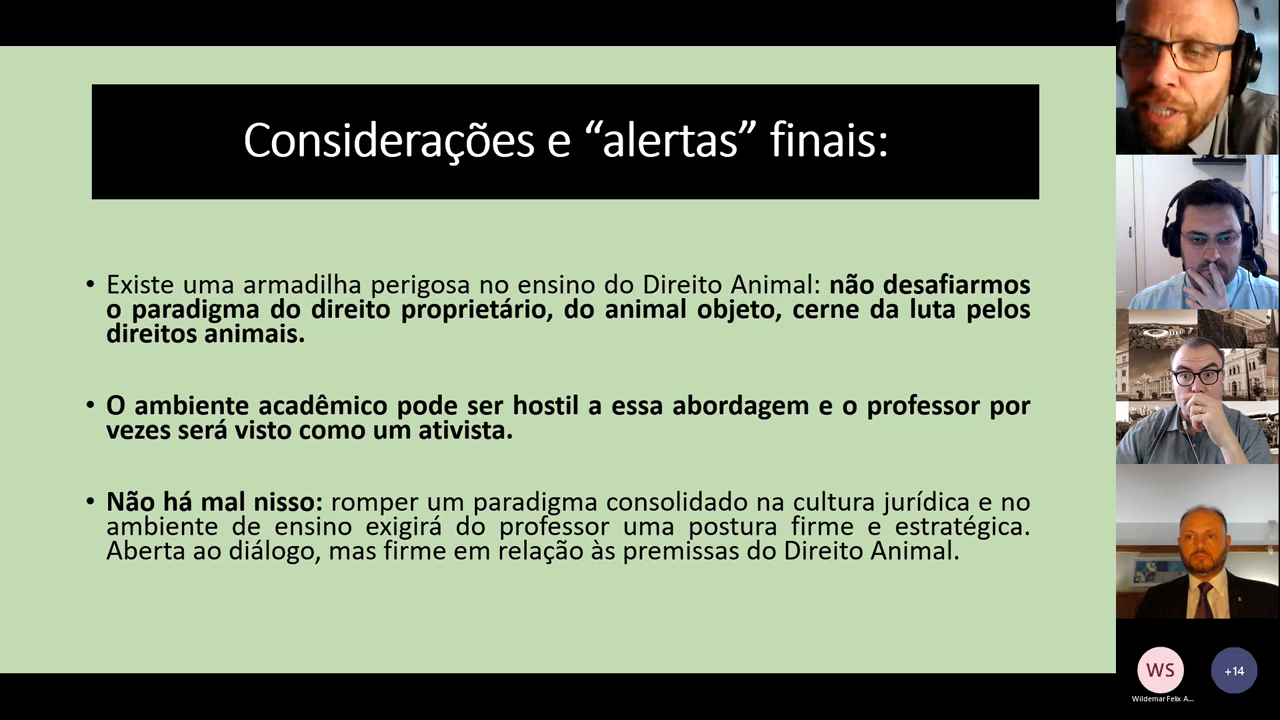 Considerações e “alertas” finais:
• Existe uma armadilha perigosa no ensino do Direito Animal: não desafiarmos
o paradigma do direito proprietário, do animal objeto, cerne da luta pelos
direitos animais.
• O ambiente acadêmico pode ser hostil a essa abordagem e o professor por
vezes será visto como um ativista.
• Não há mal nisso: romper um paradigma consolidado na cultura jurídica e no
ambiente de ensino exigirá do professor uma postura firme e estratégica.
Aberta ao diálogo, mas firme em relação às premissas do Direito Animal.
WS
+14
Wildemar Felix A...